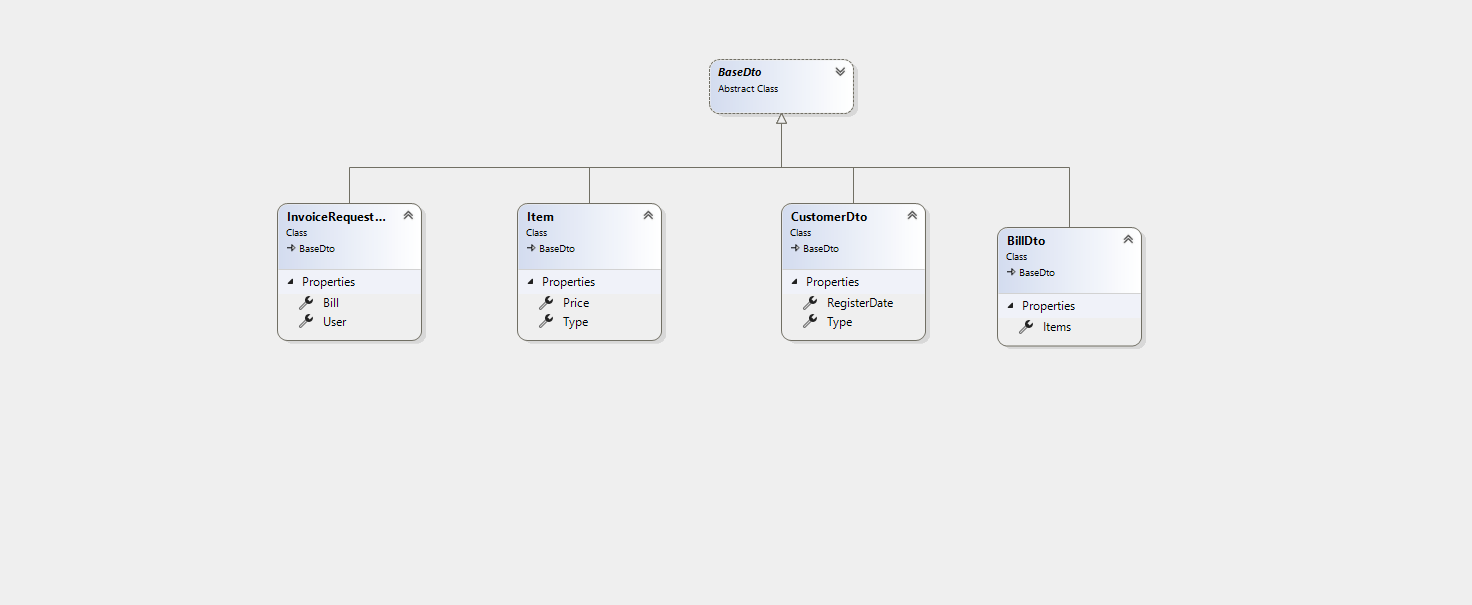 BaseDto
Abstract Class
InvoiceRequest...
Class
BaseDto
Properties
Bill
User
Item
Class
BaseDto
Properties
Price
Type
CustomerDto
Class
BaseDto
Properties
RegisterDate
Type
BillDto
Class
BaseDto
Properties
Items